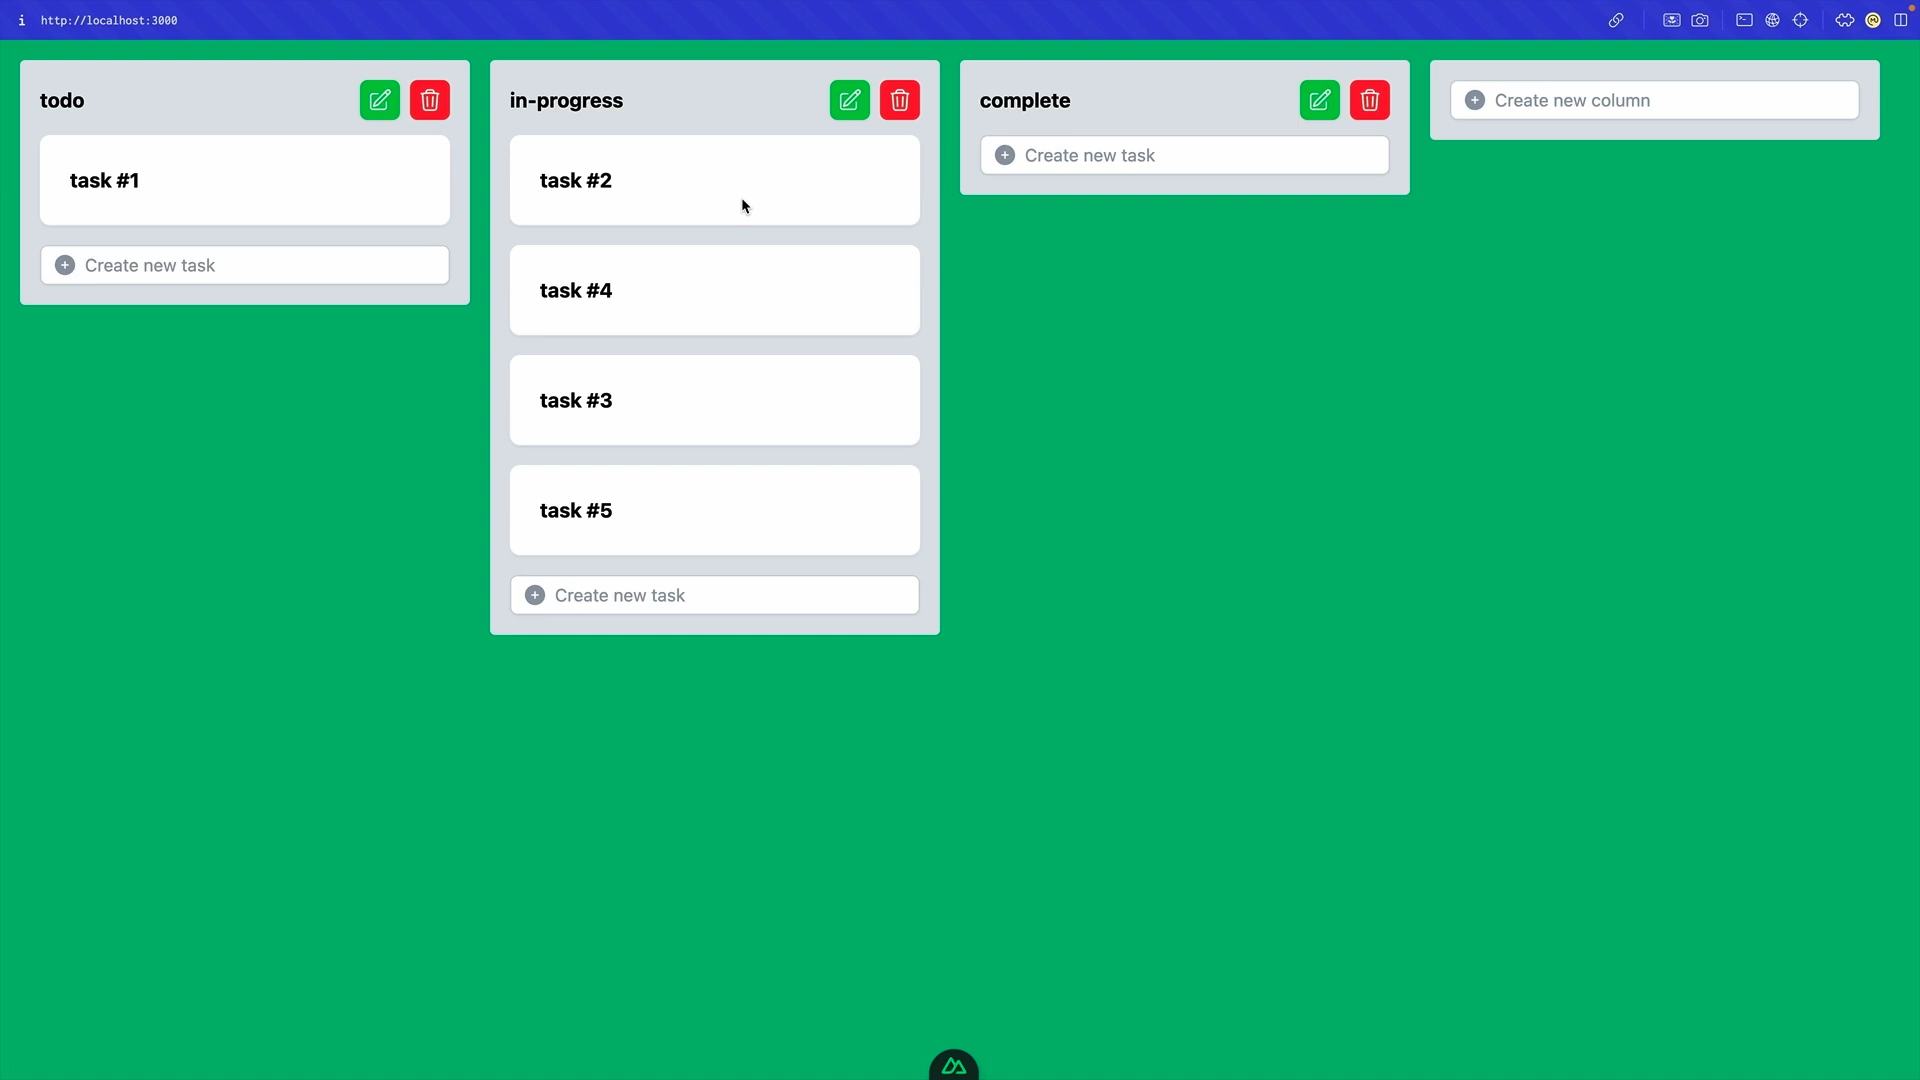 i http://localhost:3000
todo
task #1
Create new task
in-progress
task #2
task #4
task #3
task #5
Create new task
complete
Create new task
Create new column